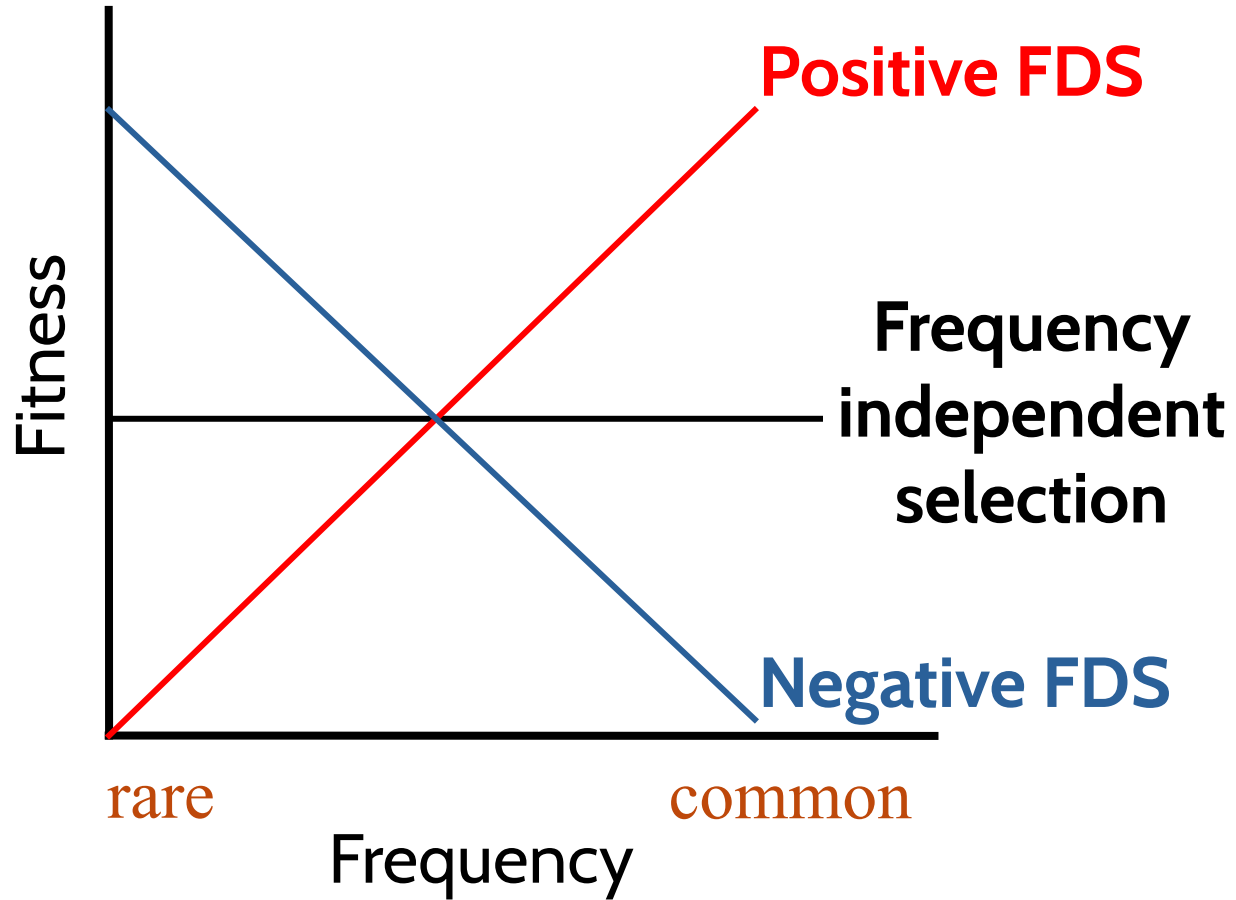 Positive FDS
Fitness
Frequency
independent
selection
Negative FDS
rare
common
Frequency